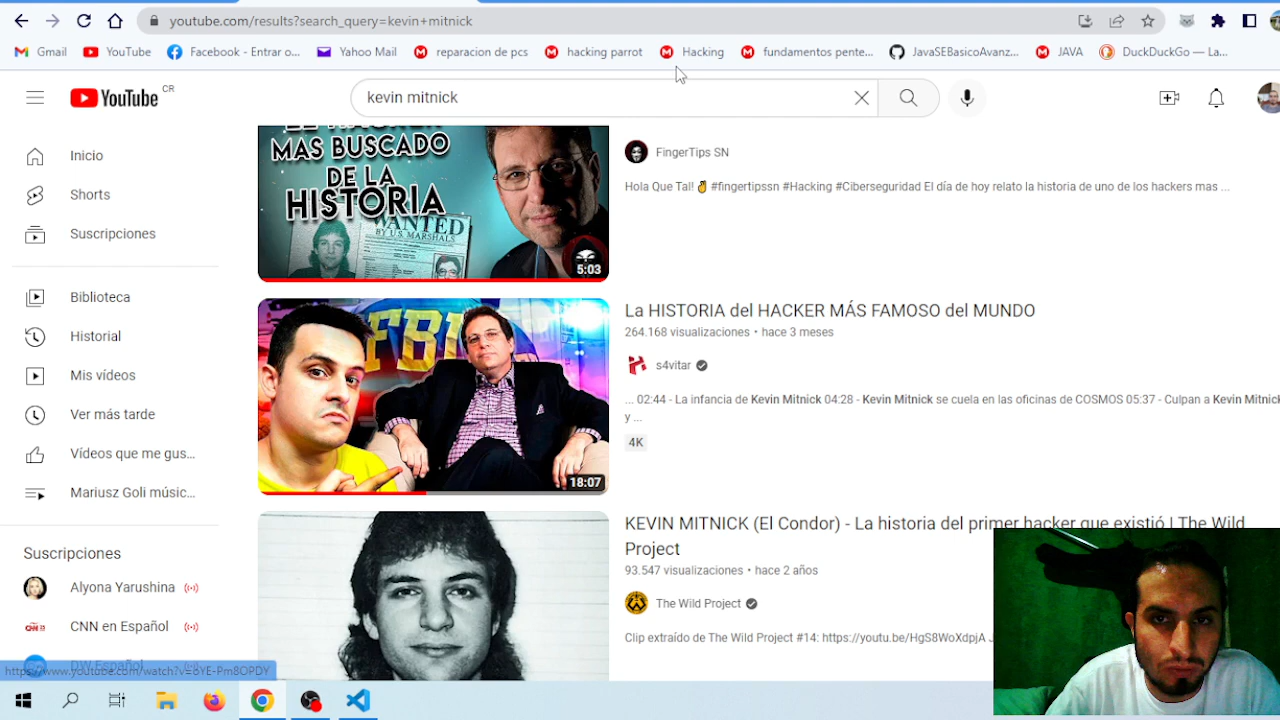 youtube.com/results?search_query=kevin+mitnick
Gmail YouTube Facebook - Entrar o... Yahoo Mail reparacion de pcs hacking parrot Hacking fundamentos pente... JavaSEBasicoAvanz... JAVA DuckDuckGo — La...
YouTube CR
kevin mitnick
Inicio
Shorts
Suscripciones
Biblioteca
Historial
Mis vídeos
Ver más tarde
Vídeos que me gus...
Mariusz Goli músic...
Suscripciones
Alyona Yarushina
CNN en Español
DW Español
https://www.youtube.com/watch?v=6YE-Pm8OPDY
EL HACKER
MAS BUSCADO
DE LA
HISTORIA
WANTED
BY U.S. MARSHALS
5:03
FingerTips SN
Hola Que Tal!✌ #fingertipssn #Hacking #Ciberseguridad El día de hoy relato la historia de uno de los hackers mas ...
FBI
18:07
La HISTORIA del HACKER MÁS FAMOSO del MUNDO
264.168 visualizaciones • hace 3 meses
s4vitar
... 02:44 - La infancia de Kevin Mitnick 04:28 - Kevin Mitnick se cuela en las oficinas de COSMOS 05:37 - Culpan a Kevin Mitnick
y ...
4K
KEVIN MITNICK (El Condor) - La historia del primer hacker que existió | The Wild
Project
93.547 visualizaciones • hace 2 años
The Wild Project
Clip extraído de The Wild Project #14: https://youtu.be/HgS8WoXdpjA J